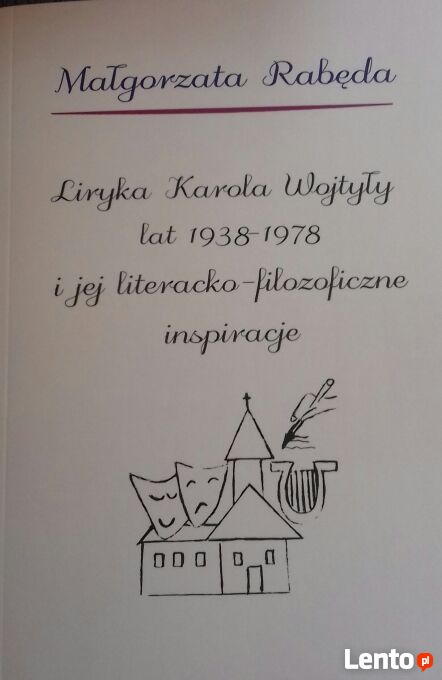 Małgorzata Rabęda
Liryka Karola Wojtyły
lat 1938-1978
i jej literacko-filozoficzne
inspiracje
Lento.pl